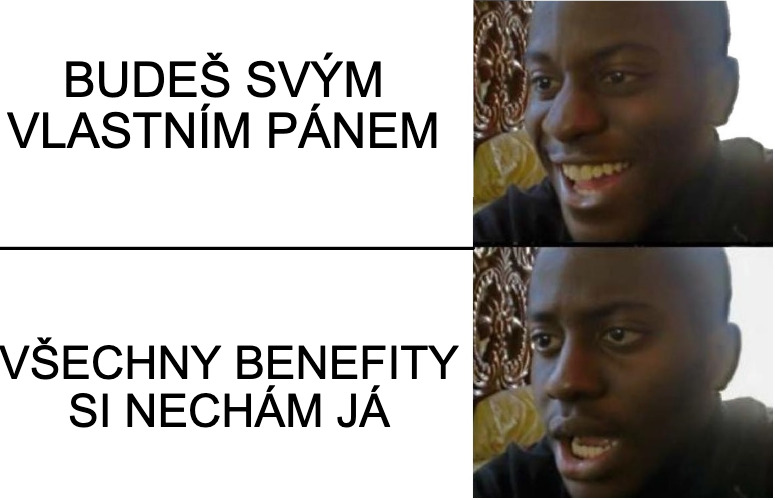 BUDEŠ SVÝM
VLASTNÍM PÁNEM
VŠECHNY BENEFITY
SI NECHÁM JÁ